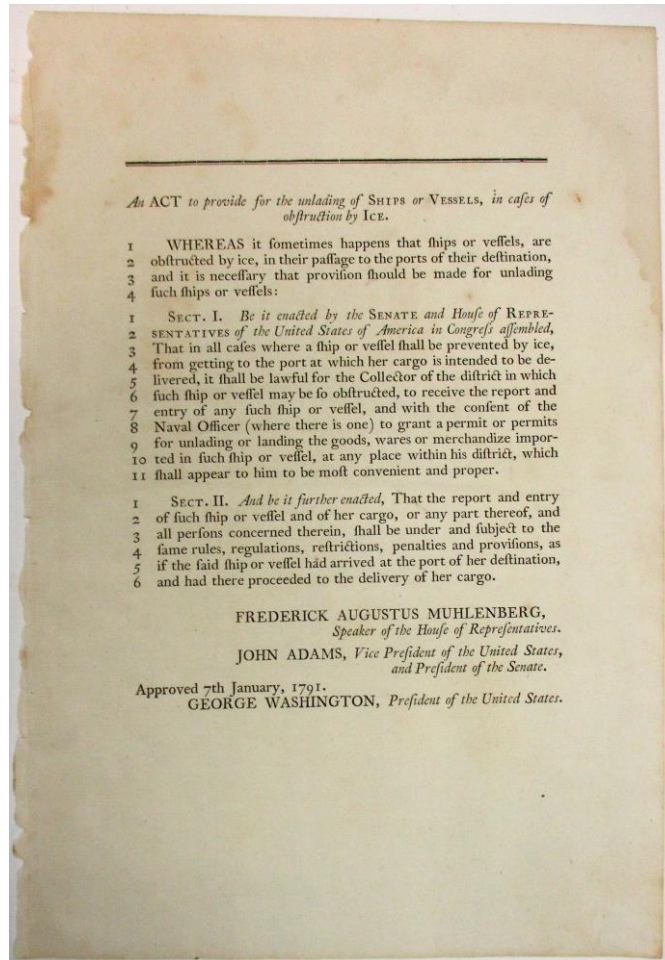 An ACT to provide for the unlading of SHIPS or VESSELS, in caſes of
obſtruction by ICE.
1 WHEREAS it ſometimes happens that ſhips or veſſels, are
2 obſtructed by ice, in their paſſage to the ports of their deſtination,
3 and it is neceſſary that proviſion ſhould be made for unlading
4 ſuch ſhips or veſſels:
1 SECT. I. Be it enacted by the SENATE and Houſe of REPRE-
2 SENTATIVES of the United States of America in Congreſs aſſembled,
3 That in all caſes where a ſhip or veſſel ſhall be prevented by ice,
4 from getting to the port at which her cargo is intended to be de-
5 livered, it ſhall be lawful for the Collector of the diſtrict in which
6 ſuch ſhip or veſſel may be ſo obſtructed, to receive the report and
7 entry of any ſuch ſhip or veſſel, and with the conſent of the
8 Naval Officer (where there is one) to grant a permit or permits
9 for unlading or landing the goods, wares or merchandize impor-
10 ted in ſuch ſhip or veſſel, at any place within his diſtrict, which
11 ſhall appear to him to be moſt convenient and proper.
1 SECT. II. And be it further enacted, That the report and entry
2 of ſuch ſhip or veſſel and of her cargo, or any part thereof, and
3 all perſons concerned therein, ſhall be under and ſubject to the
4 ſame rules, regulations, reſtrictions, penalties and proviſions, as
5 if the ſaid ſhip or veſſel had arrived at the port of her deſtination,
6 and had there proceeded to the delivery of her cargo.
FREDERICK AUGUSTUS MUHLENBERG,
Speaker of the Houſe of Repreſentatives.
JOHN ADAMS, Vice Preſident of the United States,
and Preſident of the Senate.
Approved 7th January, 1791.
GEORGE WASHINGTON, Preſident of the United States.